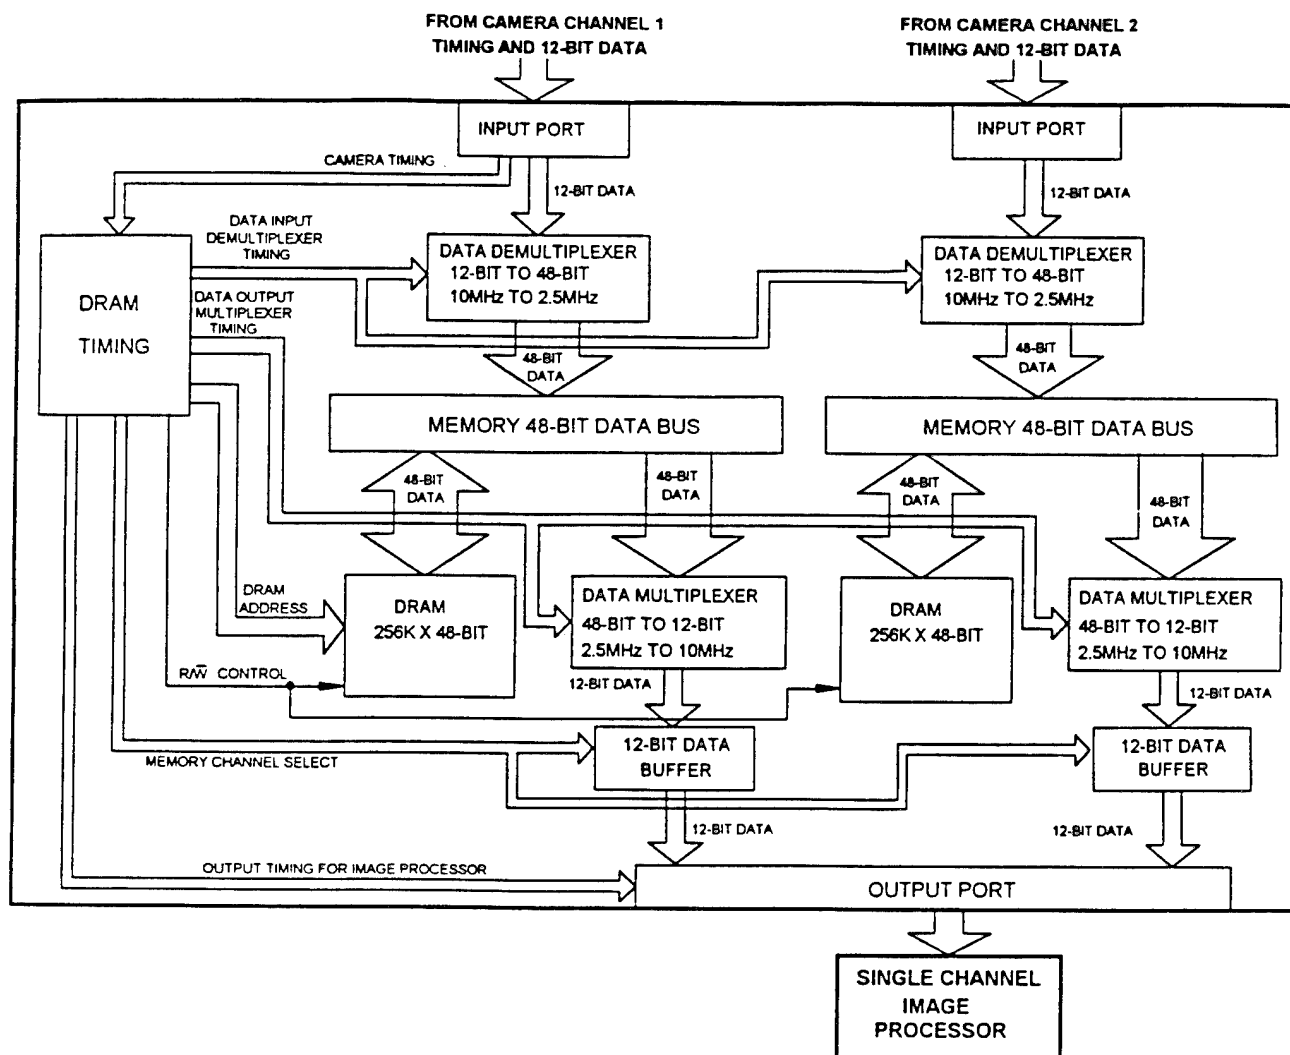 FROM CAMERA CHANNEL 1
TIMING AND 12-BIT DATA
FROM CAMERA CHANNEL 2
TIMING AND 12-BIT DATA
INPUT PORT
INPUT PORT
CAMERA TIMING
12-BIT DATA
12-BIT DATA
DATA INPUT
DEMULTIPLEXER
TIMING
DATA DEMULTIPLEXER
12-BIT TO 48-BIT
10MHz TO 2.5MHz
DATA DEMULTIPLEXER
12-BIT TO 48-BIT
10MHz TO 2.5MHz
DRAM
TIMING
DATA OUTPUT
MULTIPLEXER
TIMING
48-BIT
DATA
48-BIT
DATA
MEMORY 48-BIT DATA BUS
MEMORY 48-BIT DATA BUS
48-BIT
DATA
48-BIT
DATA
48-BIT
DATA
48-BIT
DATA
DRAM
ADDRESS
DRAM
256K X 48-BIT
DATA MULTIPLEXER
48-BIT TO 12-BIT
2.5MHz TO 10MHz
DRAM
256K X 48-BIT
DATA MULTIPLEXER
48-BIT TO 12-BIT
2.5MHz TO 10MHz
R/W̅ CONTROL
12-BIT DATA
12-BIT DATA
MEMORY CHANNEL SELECT
12-BIT DATA
BUFFER
12-BIT DATA
BUFFER
12-BIT DATA
12-BIT DATA
OUTPUT TIMING FOR IMAGE PROCESSOR
OUTPUT PORT
SINGLE CHANNEL
IMAGE
PROCESSOR